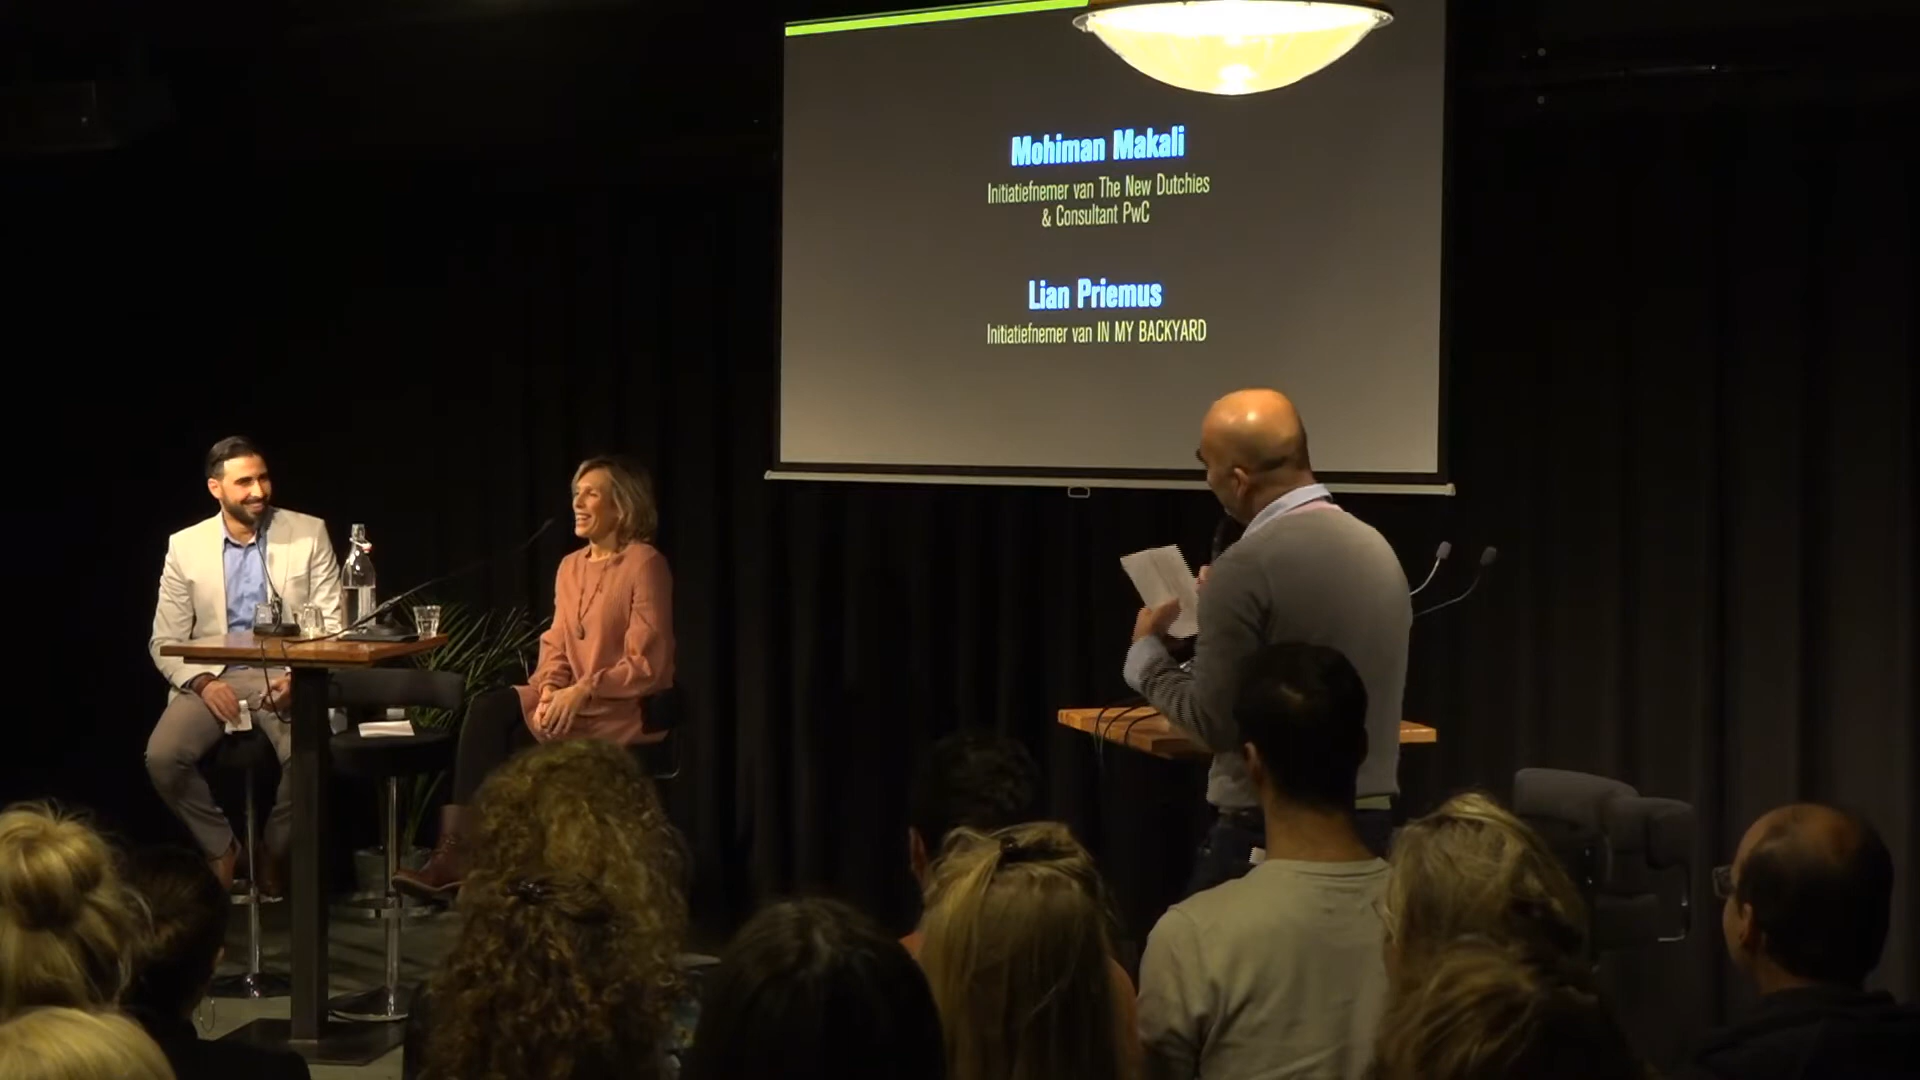 Mohiman Makali
Initiatiefnemer van The New Dutchies
& Consultant PwC
Lian Priemus
Initiatiefnemer van IN MY BACKYARD